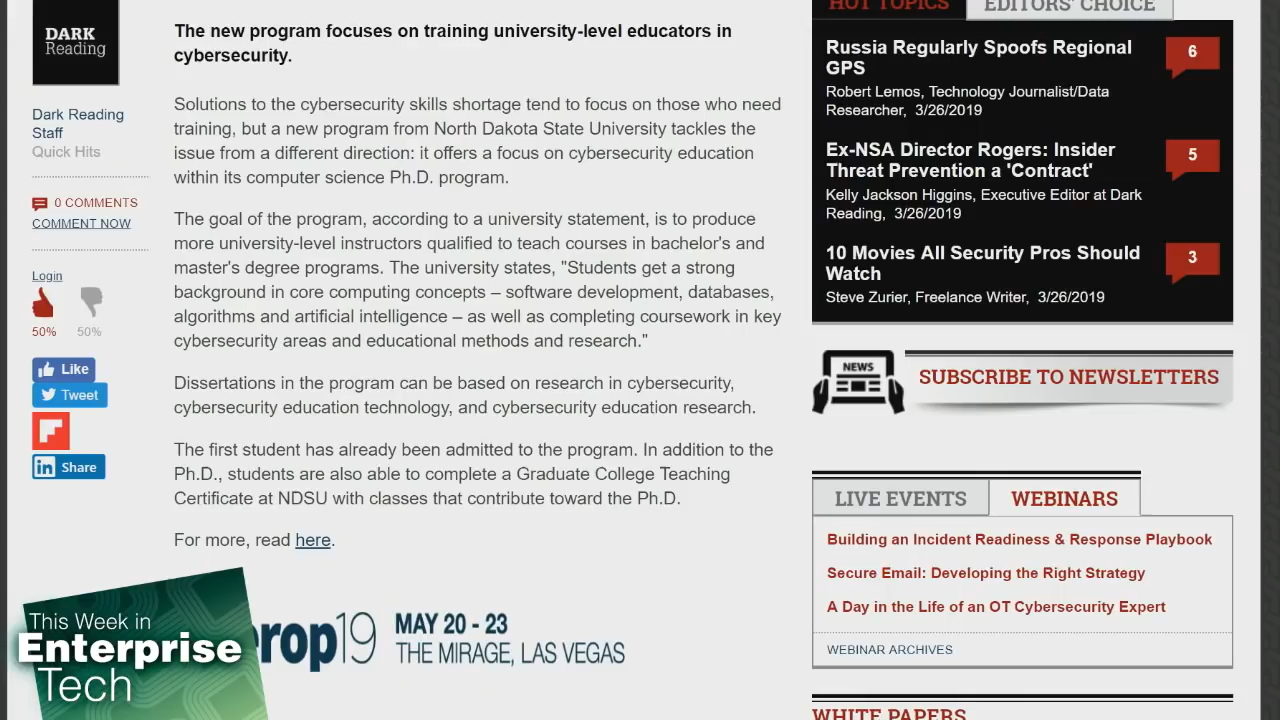 DARK
Reading
Dark Reading
Staff
Quick Hits
0 COMMENTS
COMMENT NOW
Login
50%
50%
Like
Tweet
in Share
The new program focuses on training university-level educators in
cybersecurity.
Solutions to the cybersecurity skills shortage tend to focus on those who need
training, but a new program from North Dakota State University tackles the
issue from a different direction: it offers a focus on cybersecurity education
within its computer science Ph.D. program.
The goal of the program, according to a university statement, is to produce
more university-level instructors qualified to teach courses in bachelor's and
master's degree programs. The university states, "Students get a strong
background in core computing concepts – software development, databases,
algorithms and artificial intelligence – as well as completing coursework in key
cybersecurity areas and educational methods and research."
Dissertations in the program can be based on research in cybersecurity,
cybersecurity education technology, and cybersecurity education research.
The first student has already been admitted to the program. In addition to the
Ph.D., students are also able to complete a Graduate College Teaching
Certificate at NDSU with classes that contribute toward the Ph.D.
For more, read here.
rop19
MAY 20 - 23
THE MIRAGE, LAS VEGAS
This Week in
Enterprise
Tech
HOT TOPICS
EDITORS' CHOICE
Russia Regularly Spoofs Regional
GPS
6
Robert Lemos, Technology Journalist/Data
Researcher, 3/26/2019
Ex-NSA Director Rogers: Insider
Threat Prevention a 'Contract'
5
Kelly Jackson Higgins, Executive Editor at Dark
Reading, 3/26/2019
10 Movies All Security Pros Should
Watch
3
Steve Zurier, Freelance Writer, 3/26/2019
NEWS
SUBSCRIBE TO NEWSLETTERS
LIVE EVENTS
WEBINARS
Building an Incident Readiness & Response Playbook
Secure Email: Developing the Right Strategy
A Day in the Life of an OT Cybersecurity Expert
WEBINAR ARCHIVES
WHITE PAPERS